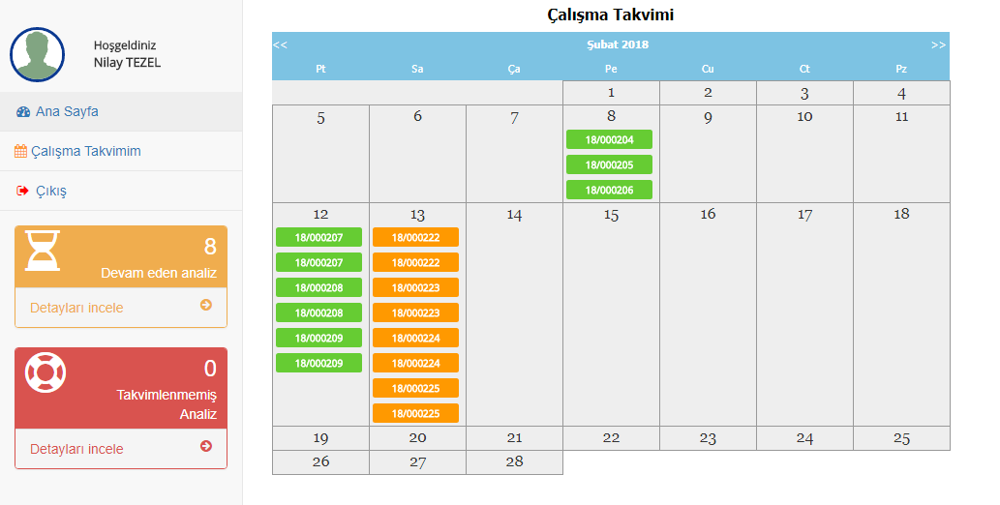 Hoşgeldiniz
Nilay TEZEL
Ana Sayfa
Çalışma Takvimim
Çıkış
8
Devam eden analiz
Detayları incele
0
Takvimlenmemiş
Analiz
Detayları incele
Çalışma Takvimi
<< Şubat 2018 >>
Pt Sa Ça Pe Cu Ct Pz
1 2 3 4
5 6 7 8 9 10 11
18/000204
18/000205
18/000206
12 13 14 15 16 17 18
18/000207 18/000222
18/000207 18/000222
18/000208 18/000223
18/000208 18/000223
18/000209 18/000224
18/000209 18/000224
18/000225
18/000225
19 20 21 22 23 24 25
26 27 28